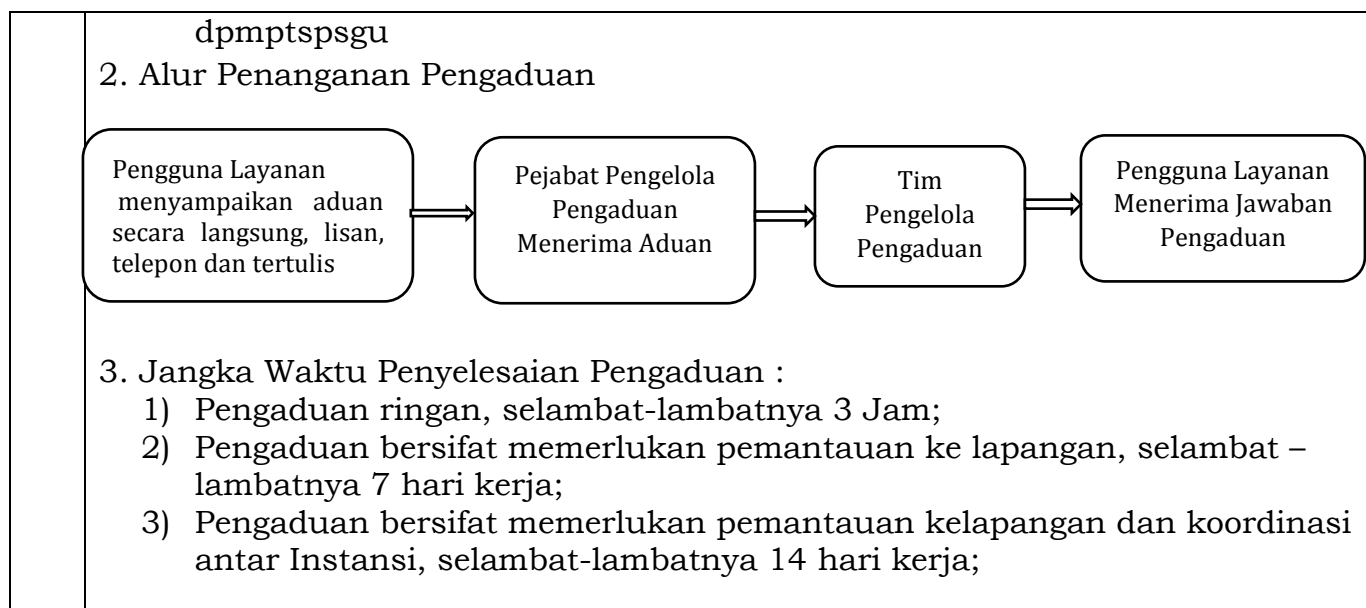 dpmptspsgu
2. Alur Penanganan Pengaduan
Pengguna Layanan
menyampaikan aduan
secara langsung, lisan,
telepon dan tertulis
Pejabat Pengelola
Pengaduan
Menerima Aduan
Tim
Pengelola
Pengaduan
Pengguna Layanan
Menerima Jawaban
Pengaduan
3. Jangka Waktu Penyelesaian Pengaduan :
1) Pengaduan ringan, selambat-lambatnya 3 Jam;
2) Pengaduan bersifat memerlukan pemantauan ke lapangan, selambat –
lambatnya 7 hari kerja;
3) Pengaduan bersifat memerlukan pemantauan kelapangan dan koordinasi
antar Instansi, selambat-lambatnya 14 hari kerja;